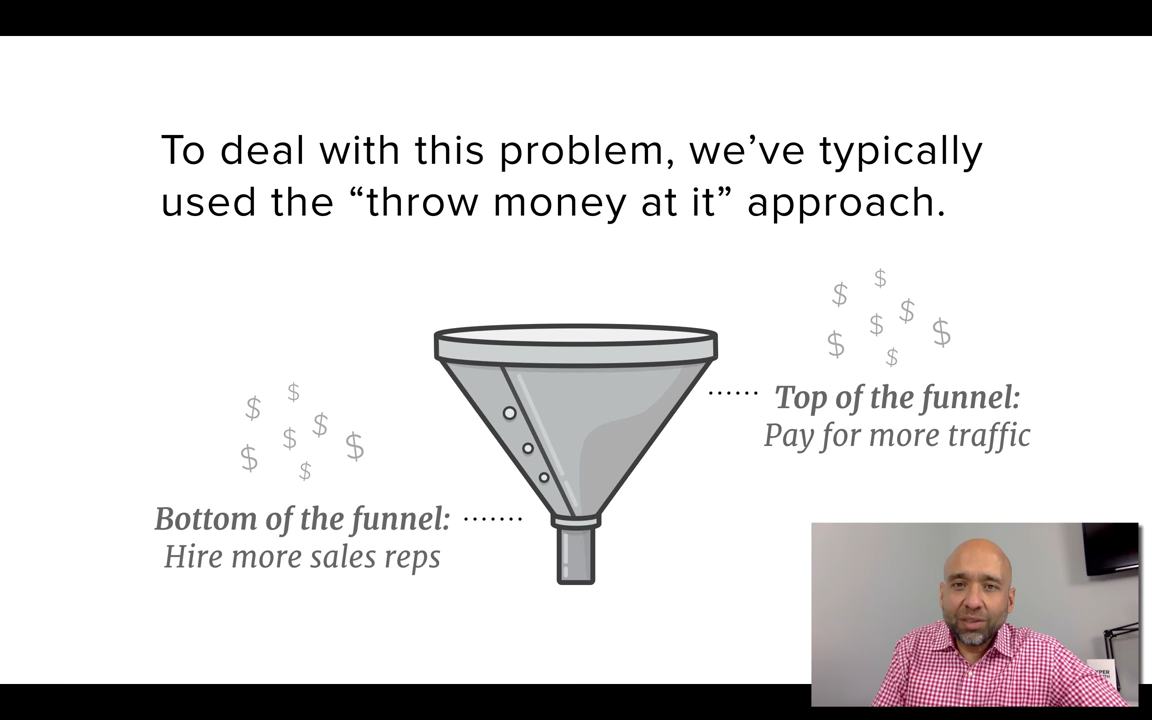 To deal with this problem, we’ve typically
used the “throw money at it” approach.
$ $ $ $ $ $ $
Top of the funnel:
Pay for more traffic
$ $ $ $ $ $ $
Bottom of the funnel:
Hire more sales reps